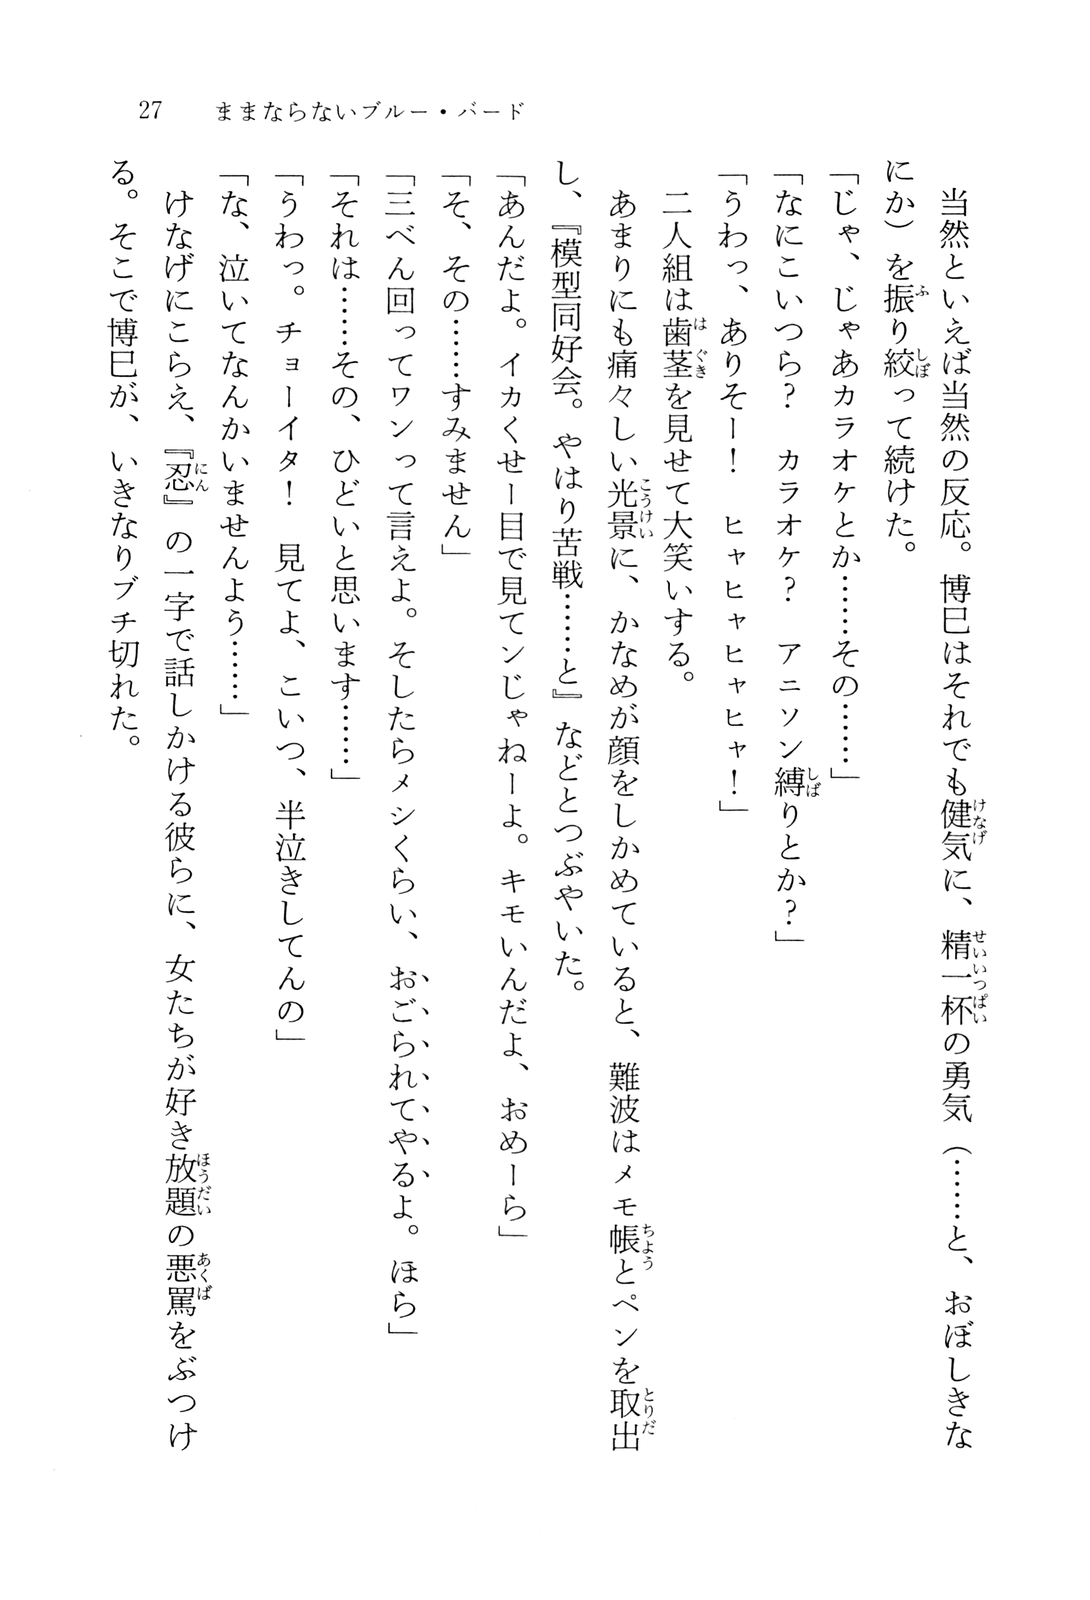 27　ままならないブルー・バード
　当然といえば当然の反応。博巳はそれでも健気に、精一杯の勇気（……と、おぼしきな
にか）を振り絞って続けた。
「じゃ、じゃあカラオケとか……その……」
「なにこいつら？　カラオケ？　アニソン縛りとか？」
「うわっ、ありそー！　ヒャヒャヒャヒャ！」
　二人組は歯茎を見せて大笑いする。
　あまりにも痛々しい光景に、かなめが顔をしかめていると、難波はメモ帳とペンを取出
し、『模型同好会。やはり苦戦……と』などとつぶやいた。
「あんだよ。イカくせー目で見てンじゃねーよ。キモいんだよ、おめーら」
「そ、その……すみません」
「三べん回ってワンって言えよ。そしたらメシくらい、おごられてやるよ。ほら」
「それは……その、ひどいと思います……」
「うわっ。チョーイタ！　見てよ、こいつ、半泣きしてんの」
「な、泣いてなんかいませんよう……」
　けなげにこらえ、『忍』の一字で話しかける彼らに、女たちが好き放題の悪罵をぶつけ
る。そこで博巳が、いきなりブチ切れた。